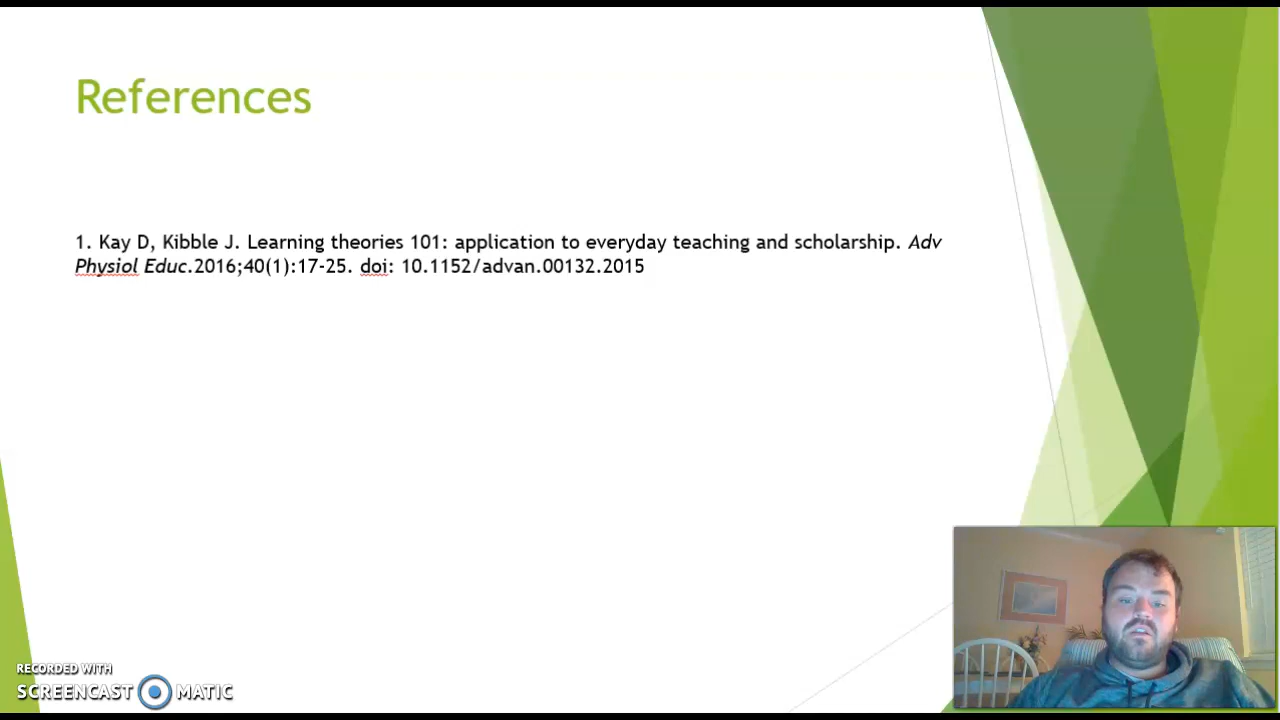 References
1. Kay D, Kibble J. Learning theories 101: application to everyday teaching and scholarship. Adv
Physiol Educ.2016;40(1):17-25. doi: 10.1152/advan.00132.2015
RECORDED WITH
SCREENCAST MATIC